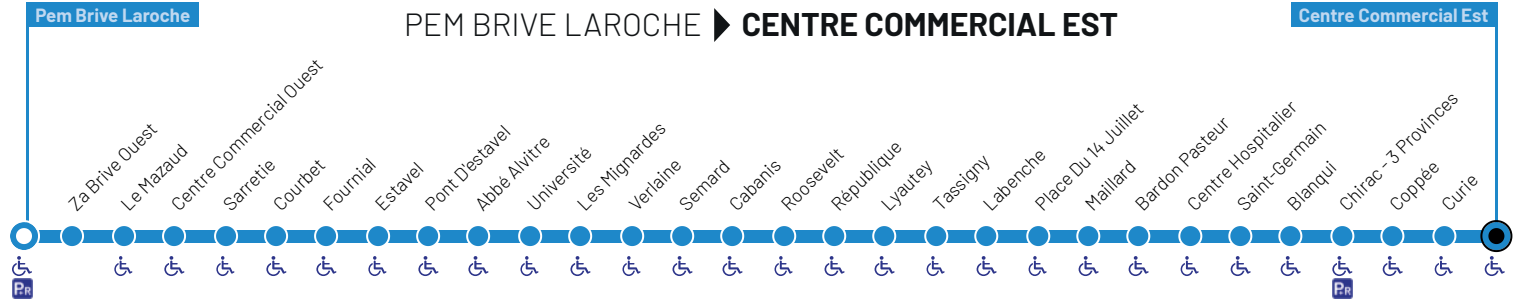 Pem Brive Laroche
PEM BRIVE LAROCHE CENTRE COMMERCIAL EST
Centre Commercial Est
Za Brive Ouest
Le Mazaud
Centre Commercial Ouest
Sarretie
Courbet
Fournial
Estavel
Pont D'estavel
Abbé Alvitre
Université
Les Mignardes
Verlaine
Semard
Cabanis
Roosevelt
République
Lyautey
Tassigny
Labenche
Place Du 14 Juillet
Maillard
Bardon Pasteur
Centre Hospitalier
Saint-Germain
Blanqui
Chirac - 3 Provinces
Coppée
Curie
P+R
P+R